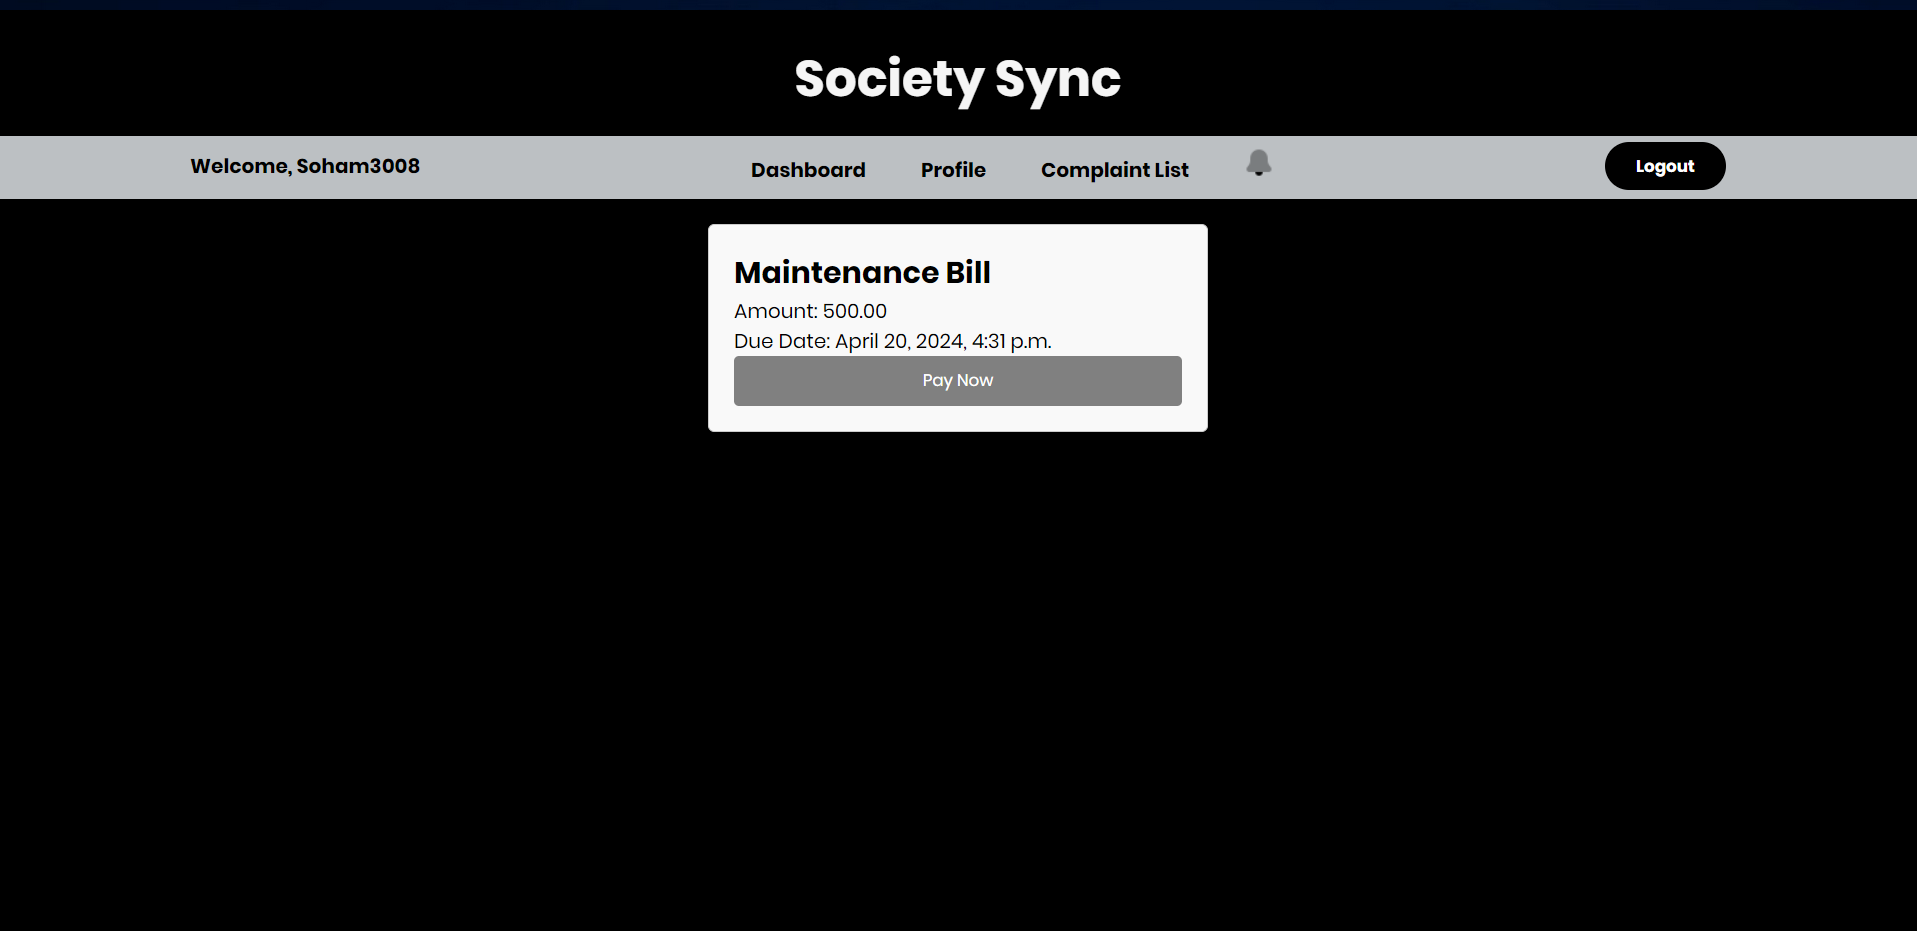 Society Sync
Welcome, Soham3008
Dashboard
Profile
Complaint List
Logout
Maintenance Bill
Amount: 500.00
Due Date: April 20, 2024, 4:31 p.m.
Pay Now